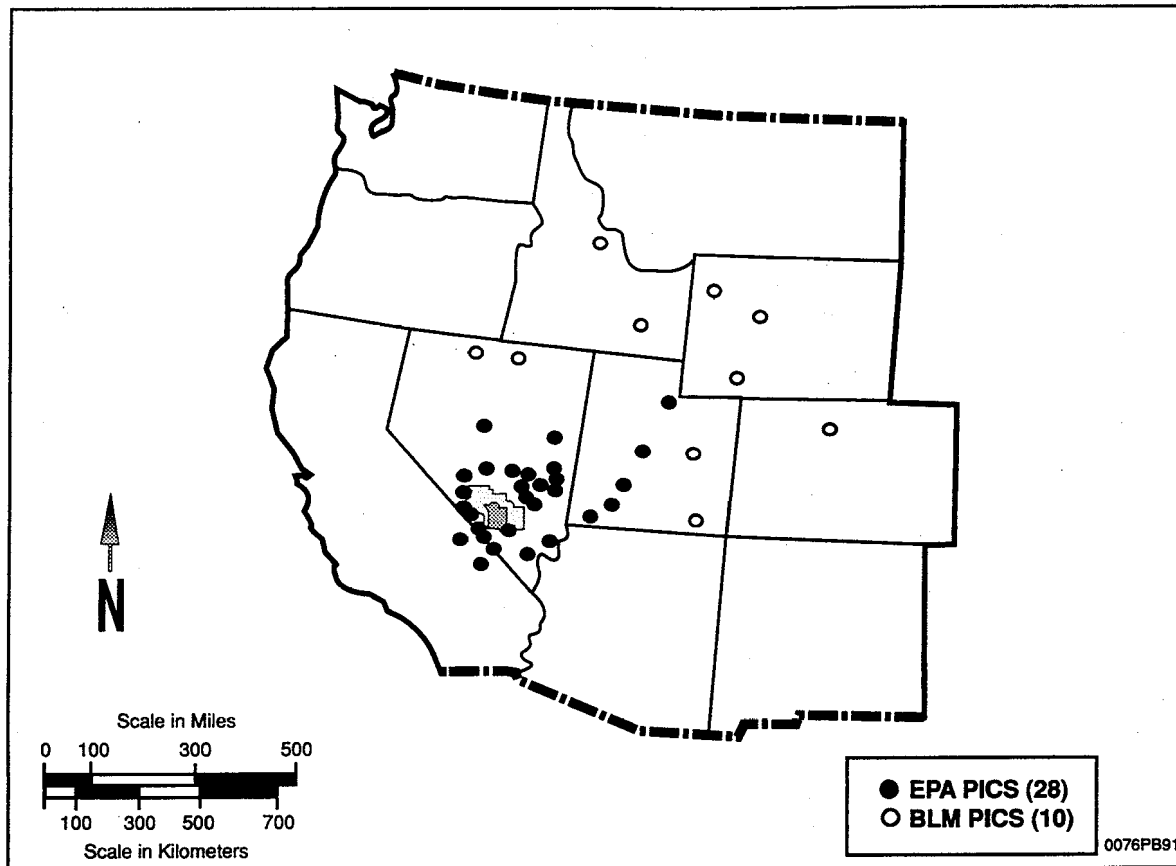 N
Scale in Miles
0 100 300 500
100 300 500 700
Scale in Kilometers
EPA PICS (28)
BLM PICS (10)
0076PB91